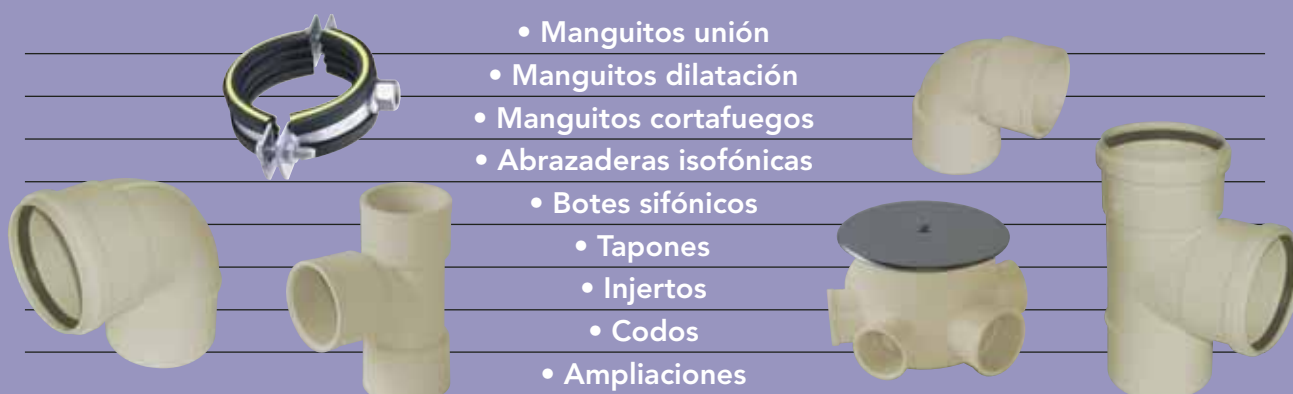 • Manguitos unión
• Manguitos dilatación
• Manguitos cortafuegos
• Abrazaderas isofónicas
• Botes sifónicos
• Tapones
• Injertos
• Codos
• Ampliaciones